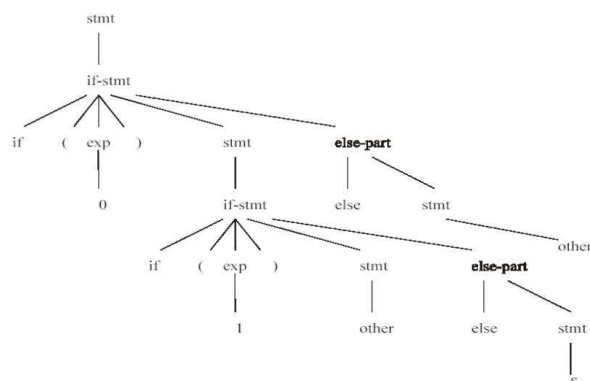 stmt
if-stmt
if ( exp ) stmt else-part
0 if-stmt else stmt
other
if ( exp ) stmt else-part
1 other else stmt